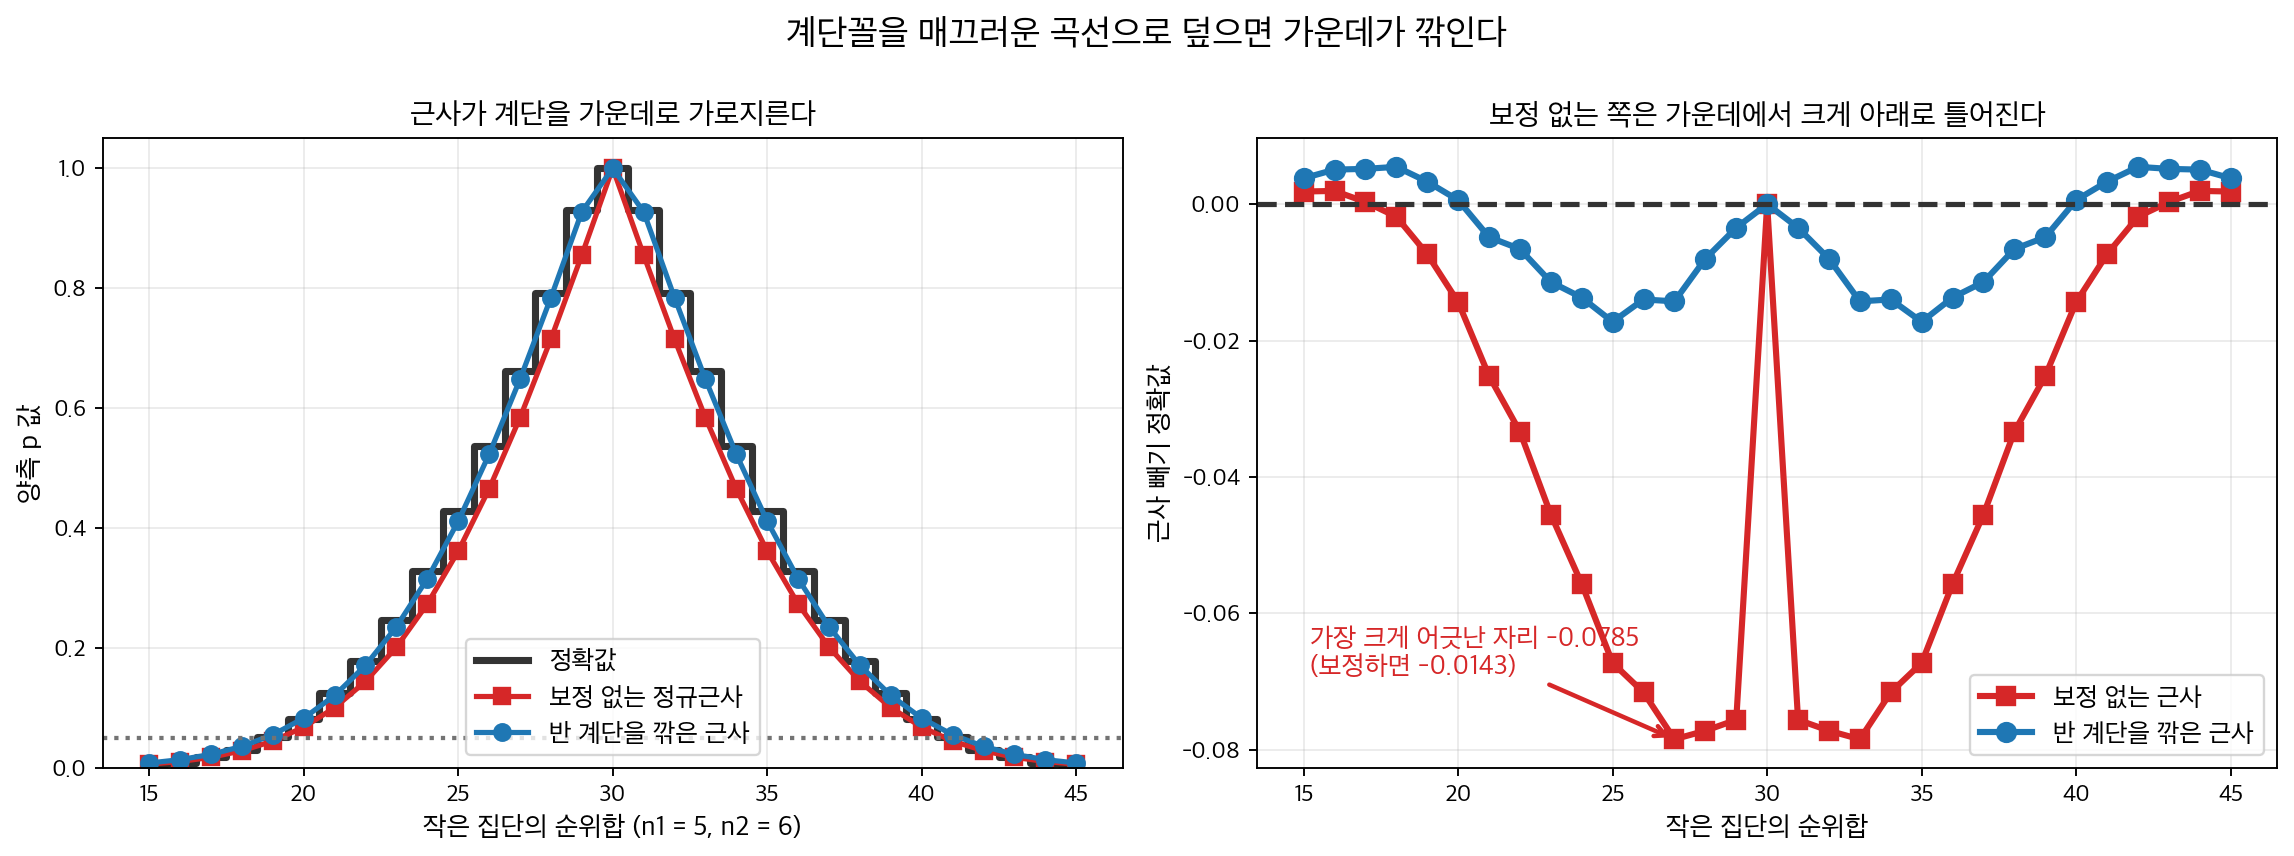 계단꼴을 매끄러운 곡선으로 덮으면 가운데가 깎인다
근사가 계단을 가운데로 가로지른다
양측 p 값
1.0
0.8
0.6
0.4
0.2
0.0
정확값
보정 없는 정규근사
반 계단을 깎은 근사
15 20 25 30 35 40 45
작은 집단의 순위합 (n1 = 5, n2 = 6)
보정 없는 쪽은 가운데에서 크게 아래로 틀어진다
근사 빼기 정확값
0.00
-0.02
-0.04
-0.06
-0.08
가장 크게 어긋난 자리 -0.0785
(보정하면 -0.0143)
보정 없는 근사
반 계단을 깎은 근사
15 20 25 30 35 40 45
작은 집단의 순위합